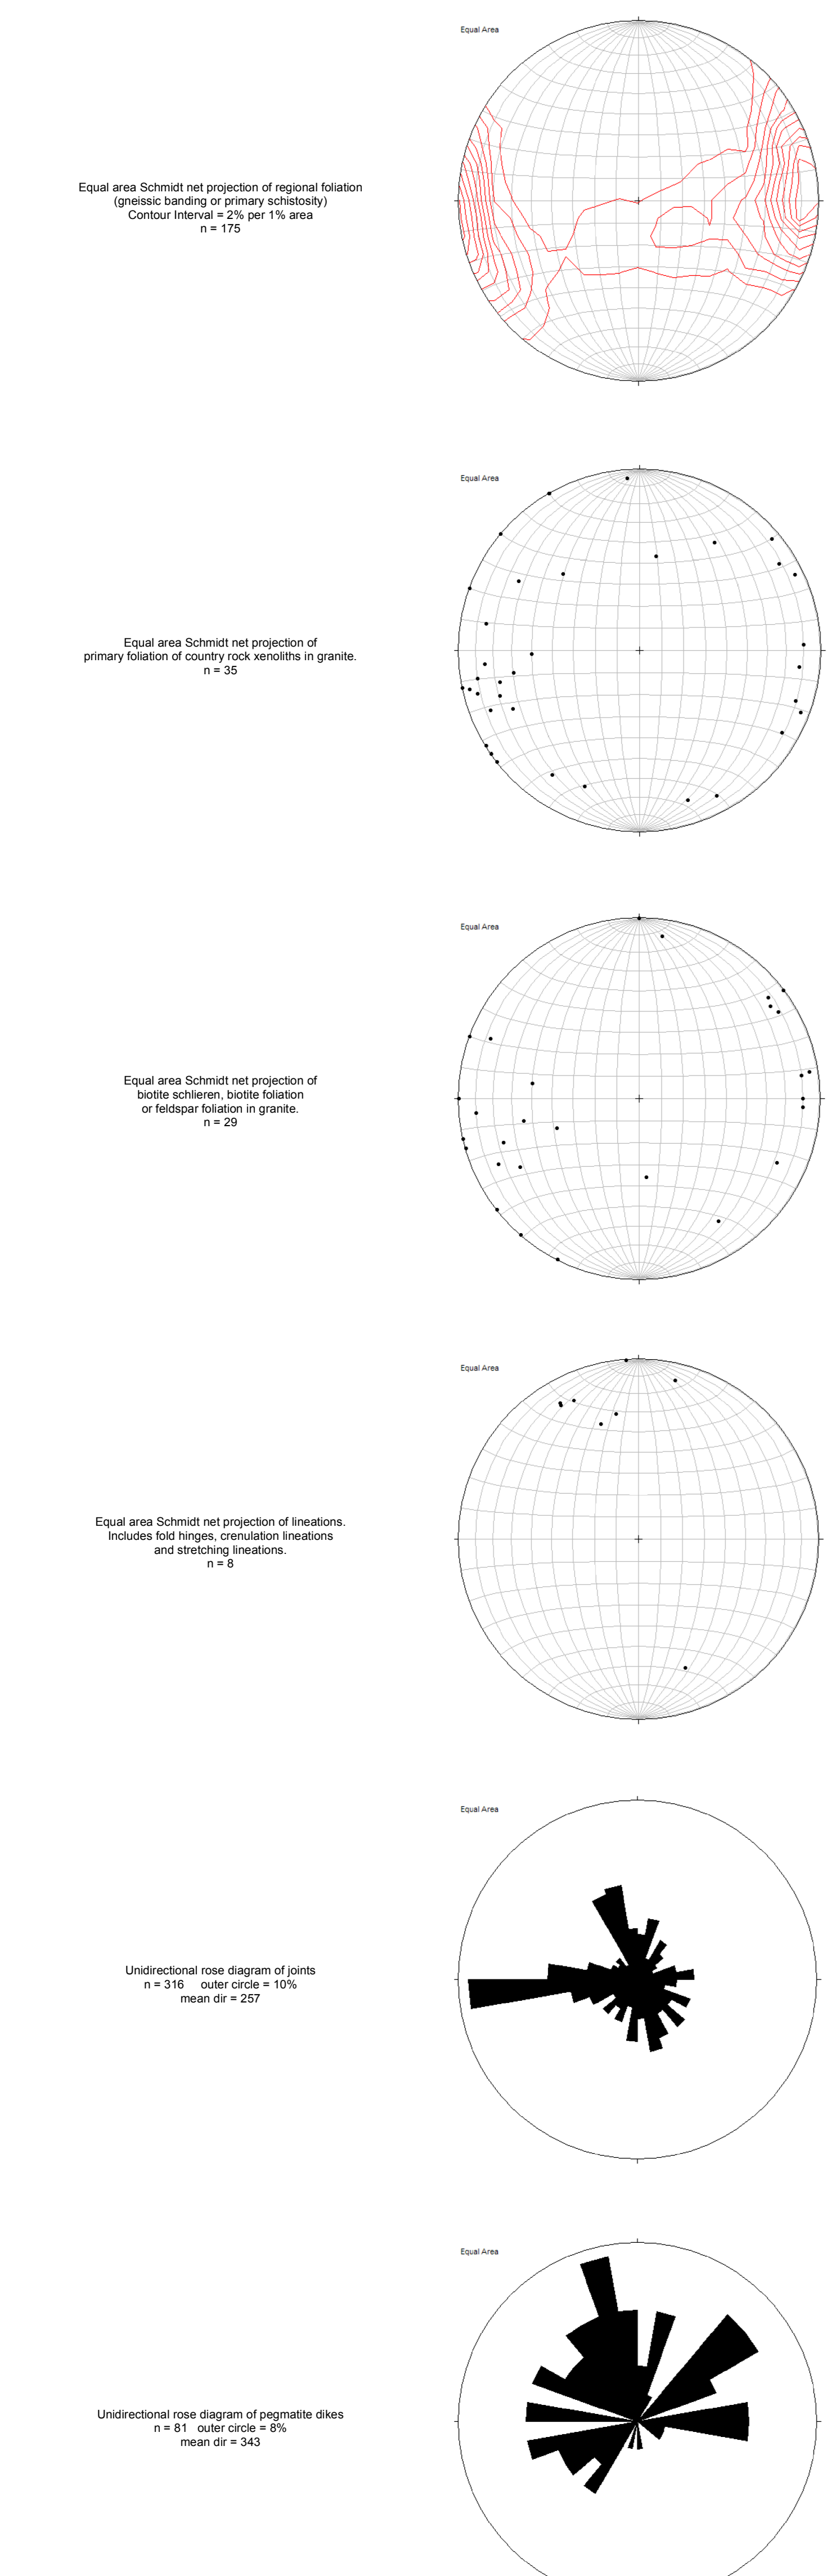 Equal Area
Equal area Schmidt net projection of regional foliation
(gneissic banding or primary schistosity)
Contour Interval = 2% per 1% area
n = 175
Equal Area
Equal area Schmidt net projection of
primary foliation of country rock xenoliths in granite.
n = 35
Equal Area
Equal area Schmidt net projection of
biotite schlieren, biotite foliation
or feldspar foliation in granite.
n = 29
Equal Area
Equal area Schmidt net projection of lineations.
Includes fold hinges, crenulation lineations
and stretching lineations.
n = 8
Equal Area
Unidirectional rose diagram of joints
n = 316 outer circle = 10%
mean dir = 257
Equal Area
Unidirectional rose diagram of pegmatite dikes
n = 81 outer circle = 8%
mean dir = 343